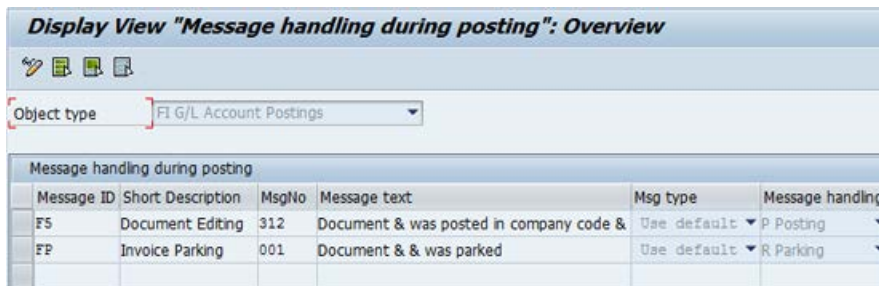 Display View "Message handling during posting": Overview
Object type FI G/L Account Postings
Message handling during posting
Message ID Short Description MsgNo Message text Msg type Message handling
F5 Document Editing 312 Document & was posted in company code & Use default P Posting
FP Invoice Parking 001 Document & & was parked Use default R Parking